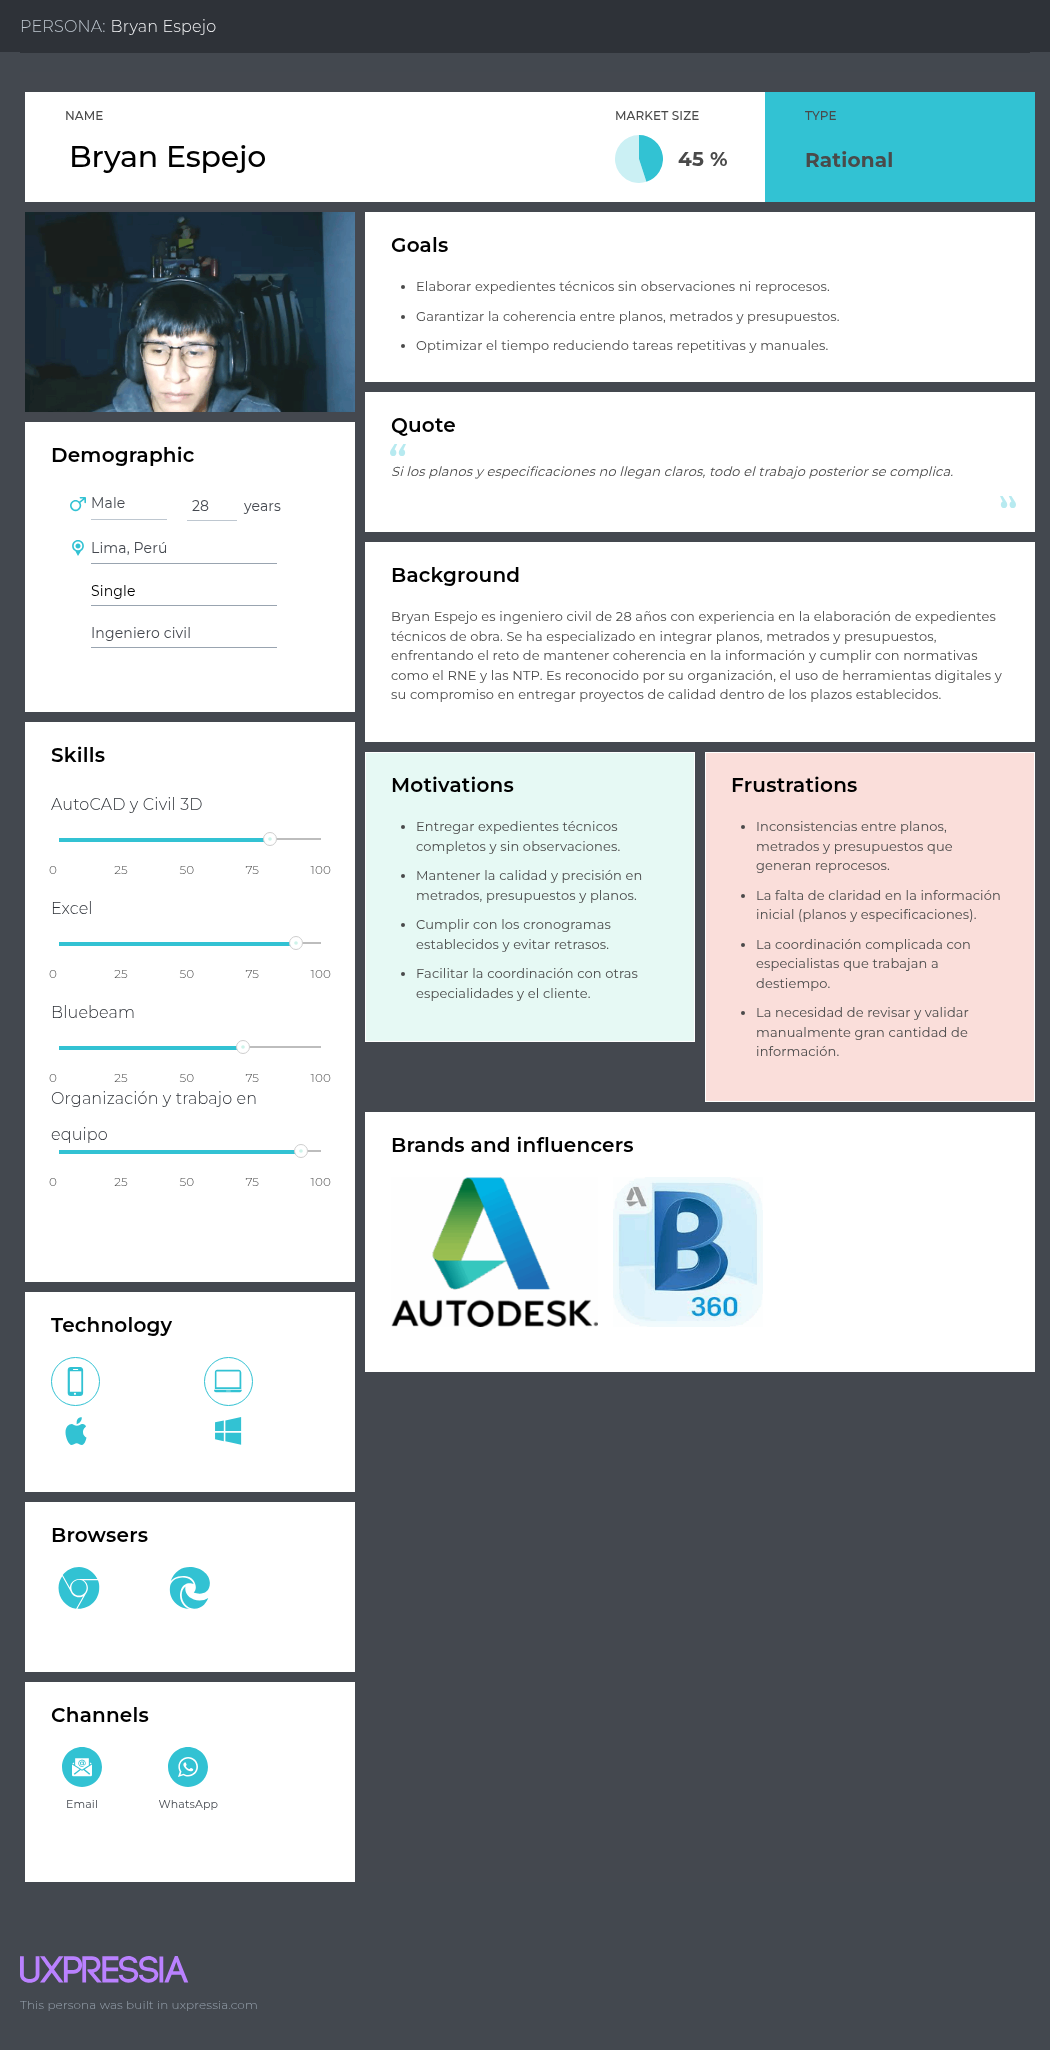 PERSONA: Bryan Espejo
NAME
Bryan Espejo
MARKET SIZE
45 %
TYPE
Rational
Demographic
Male
28 years
Lima, Perú
Single
Ingeniero civil
Skills
AutoCAD y Civil 3D
0 25 50 75 100
Excel
0 25 50 75 100
Bluebeam
0 25 50 75 100
Organización y trabajo en
equipo
0 25 50 75 100
Technology
Browsers
Channels
Email
WhatsApp
Goals
Elaborar expedientes técnicos sin observaciones ni reprocesos.
Garantizar la coherencia entre planos, metrados y presupuestos.
Optimizar el tiempo reduciendo tareas repetitivas y manuales.
Quote
“
Si los planos y especificaciones no llegan claros, todo el trabajo posterior se complica.
”
Background
Bryan Espejo es ingeniero civil de 28 años con experiencia en la elaboración de expedientes
técnicos de obra. Se ha especializado en integrar planos, metrados y presupuestos,
enfrentando el reto de mantener coherencia en la información y cumplir con normativas
como el RNE y las NTP. Es reconocido por su organización, el uso de herramientas digitales y
su compromiso en entregar proyectos de calidad dentro de los plazos establecidos.
Motivations
Entregar expedientes técnicos
completos y sin observaciones.
Mantener la calidad y precisión en
metrados, presupuestos y planos.
Cumplir con los cronogramas
establecidos y evitar retrasos.
Facilitar la coordinación con otras
especialidades y el cliente.
Frustrations
Inconsistencias entre planos,
metrados y presupuestos que
generan reprocesos.
La falta de claridad en la información
inicial (planos y especificaciones).
La coordinación complicada con
especialistas que trabajan a
destiempo.
La necesidad de revisar y validar
manualmente gran cantidad de
información.
Brands and influencers
AUTODESK.
B
360
UXPRESSIA
This persona was built in uxpressia.com